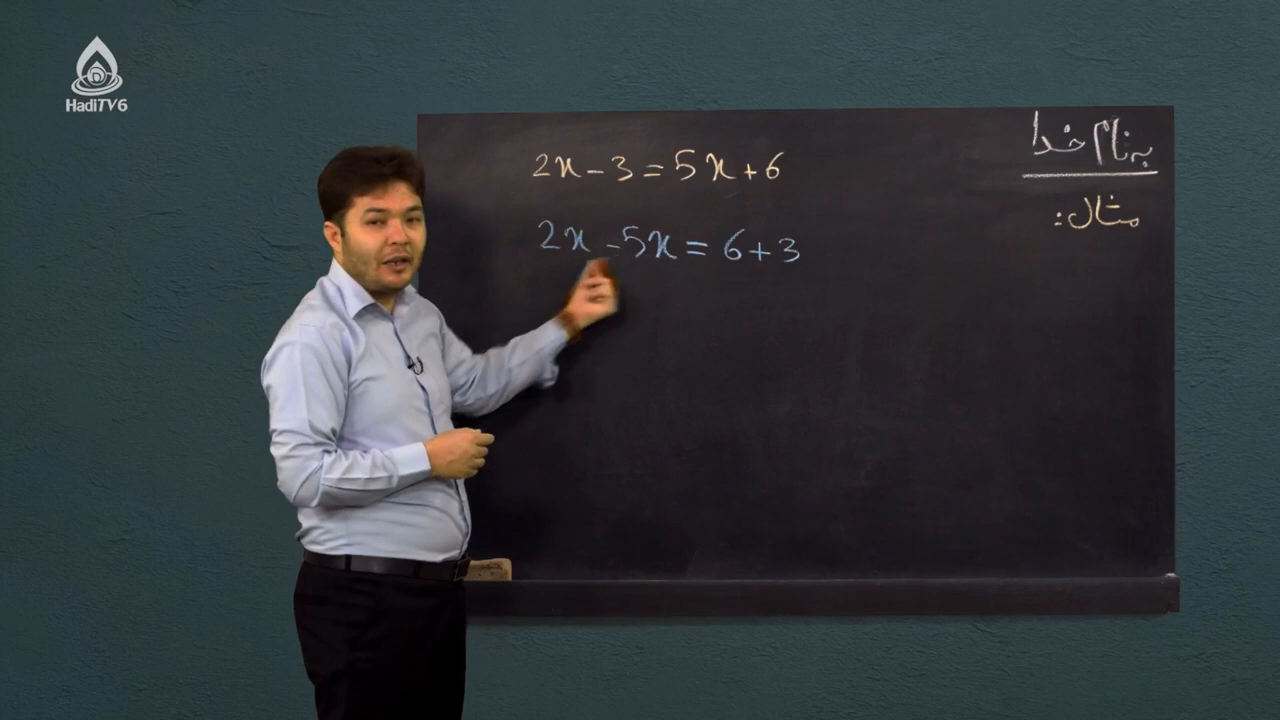 HadiTV6
به نام خدا
مثال:
2x-3=5x+6
2x-5x=6+3